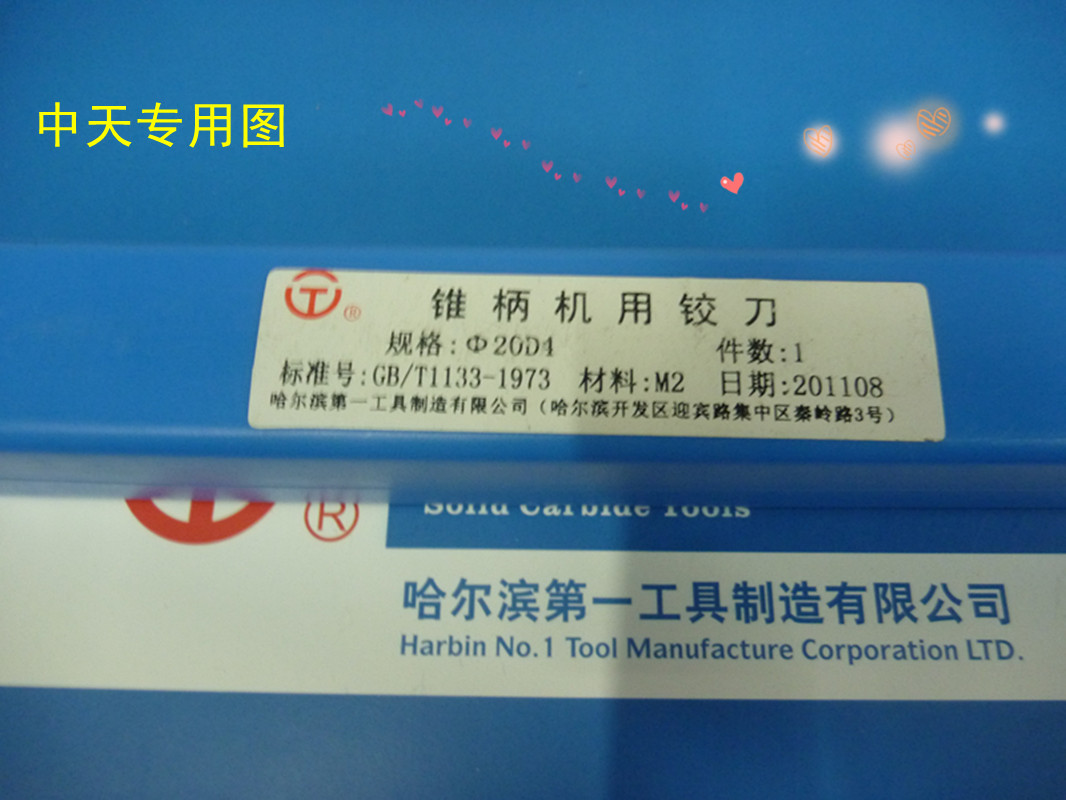 中天专用图
锥柄机用铰刀
规格:Φ20D4 件数:1
标准号:GB/T1133-1973 材料:M2 日期:201108
哈尔滨第一工具制造有限公司(哈尔滨开发区迎宾路集中区秦岭路3号)
Solid Carbide Tools
哈尔滨第一工具制造有限公司
Harbin No.1 Tool Manufacture Corporation LTD.